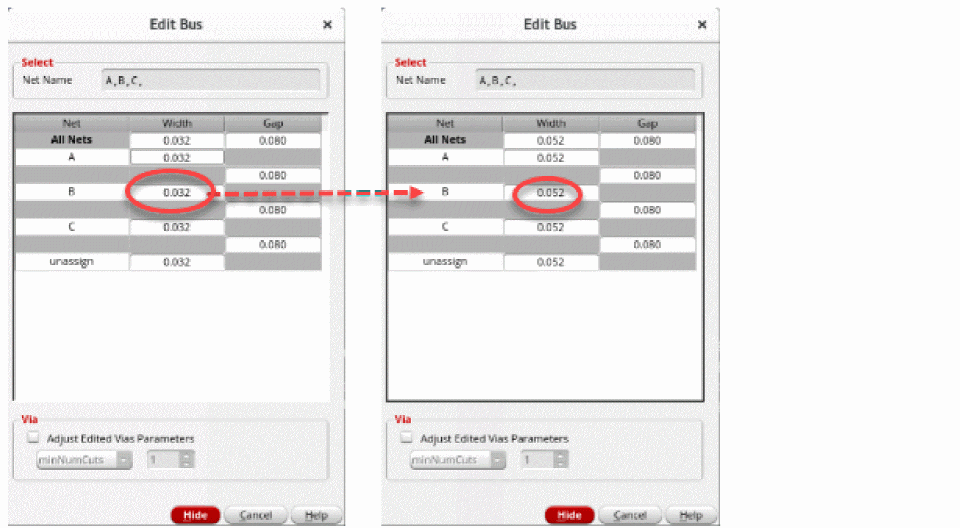 Edit Bus ×
Select
Net Name A,B,C,
Net Width Gap
All Nets 0.032 0.080
A 0.032
0.080
B 0.032
0.080
C 0.032
0.080
unassign 0.032
Via
Adjust Edited Vias Parameters
minNumCuts 1
Hide Cancel Help
Edit Bus ×
Select
Net Name A,B,C,
Net Width Gap
All Nets 0.052 0.080
A 0.052
0.080
B 0.052
0.080
C 0.052
0.080
unassign 0.052
Via
Adjust Edited Vias Parameters
minNumCuts 1
Hide Cancel Help